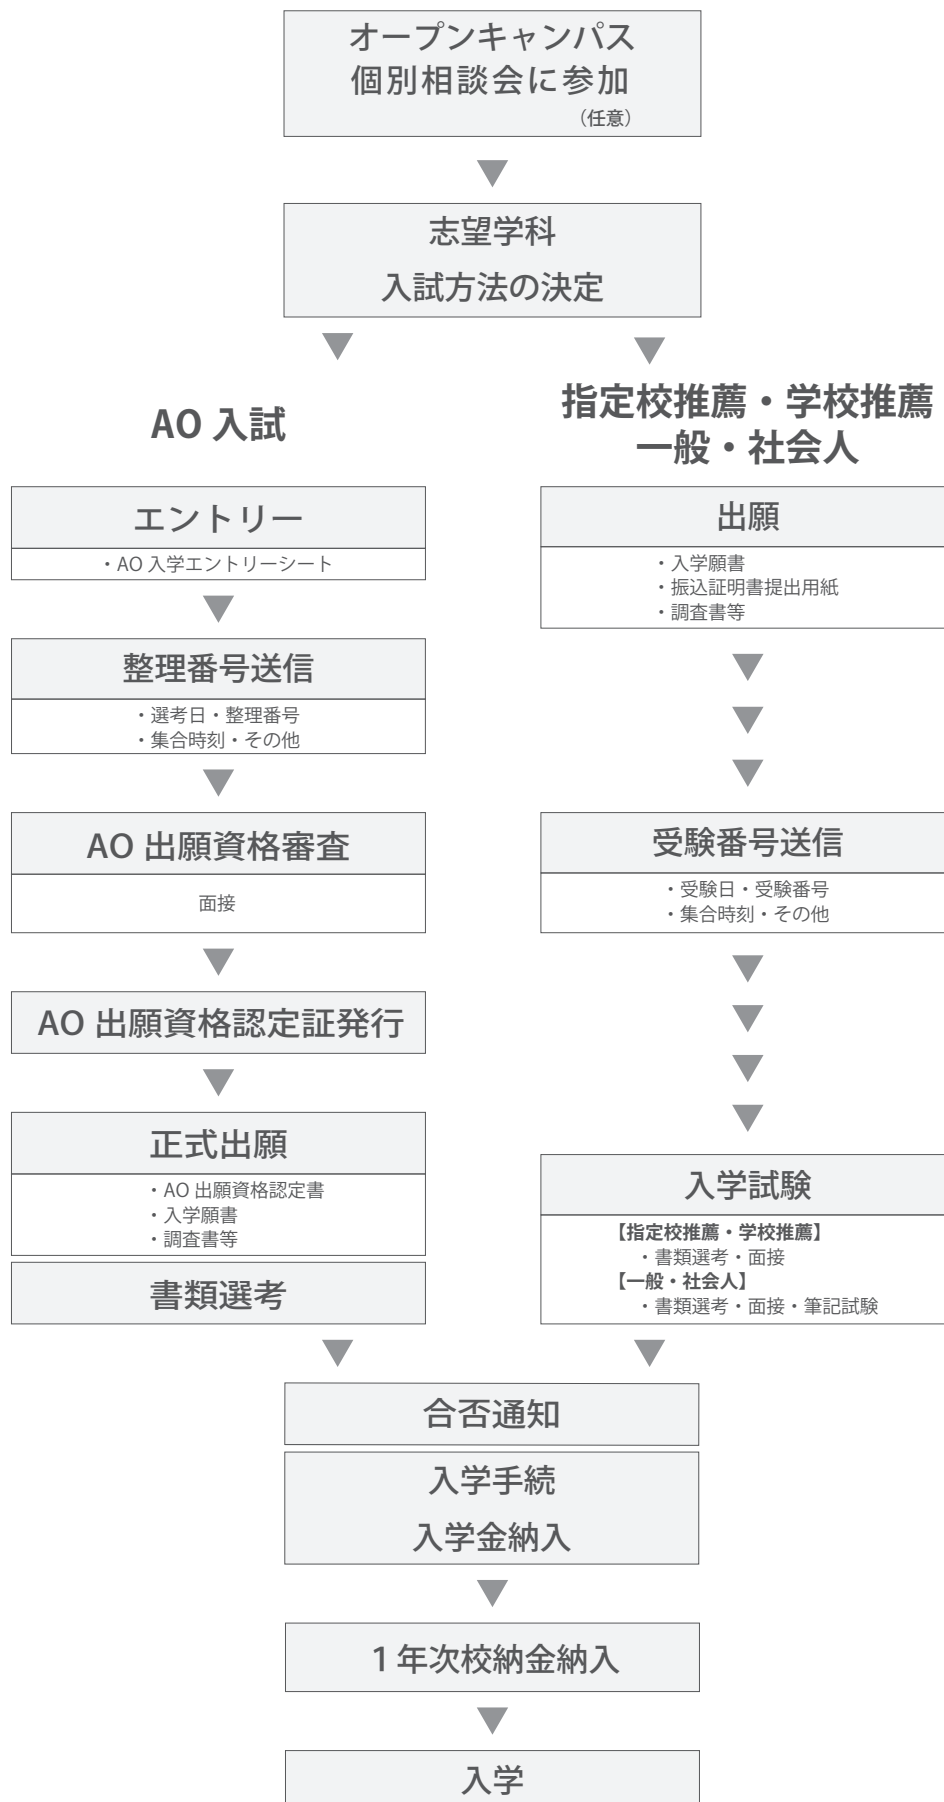 オープンキャンパス
個別相談会に参加
（任意）
志望学科
入試方法の決定
AO 入試
エントリー
・AO 入学エントリーシート
整理番号送信
・選考日・整理番号
・集合時刻・その他
AO 出願資格審査
面接
AO 出願資格認定証発行
正式出願
・AO 出願資格認定書
・入学願書
・調査書等
書類選考
指定校推薦・学校推薦
一般・社会人
出願
・入学願書
・振込証明書提出用紙
・調査書等
受験番号送信
・受験日・受験番号
・集合時刻・その他
入学試験
【指定校推薦・学校推薦】
・書類選考・面接
【一般・社会人】
・書類選考・面接・筆記試験
合否通知
入学手続
入学金納入
1 年次校納金納入
入学